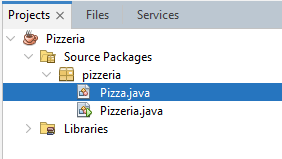 Projects × Files Services
Pizzeria
Source Packages
pizzeria
Pizza.java
Pizzeria.java
Libraries